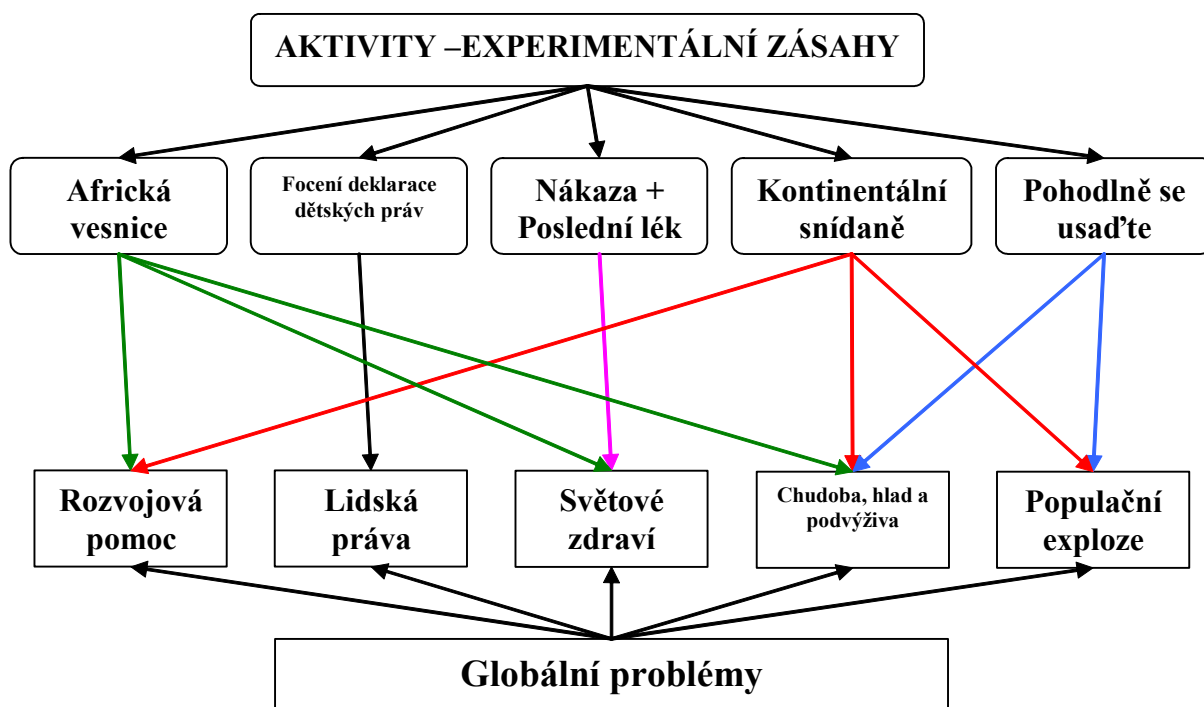 AKTIVITY –EXPERIMENTÁLNÍ ZÁSAHY
Africká
vesnice
Focení deklarace
dětských práv
Nákaza +
Poslední lék
Kontinentální
snídaně
Pohodlně se
usaďte
Rozvojová
pomoc
Lidská
práva
Světové
zdraví
Chudoba, hlad a
podvýživa
Populační
exploze
Globální problémy